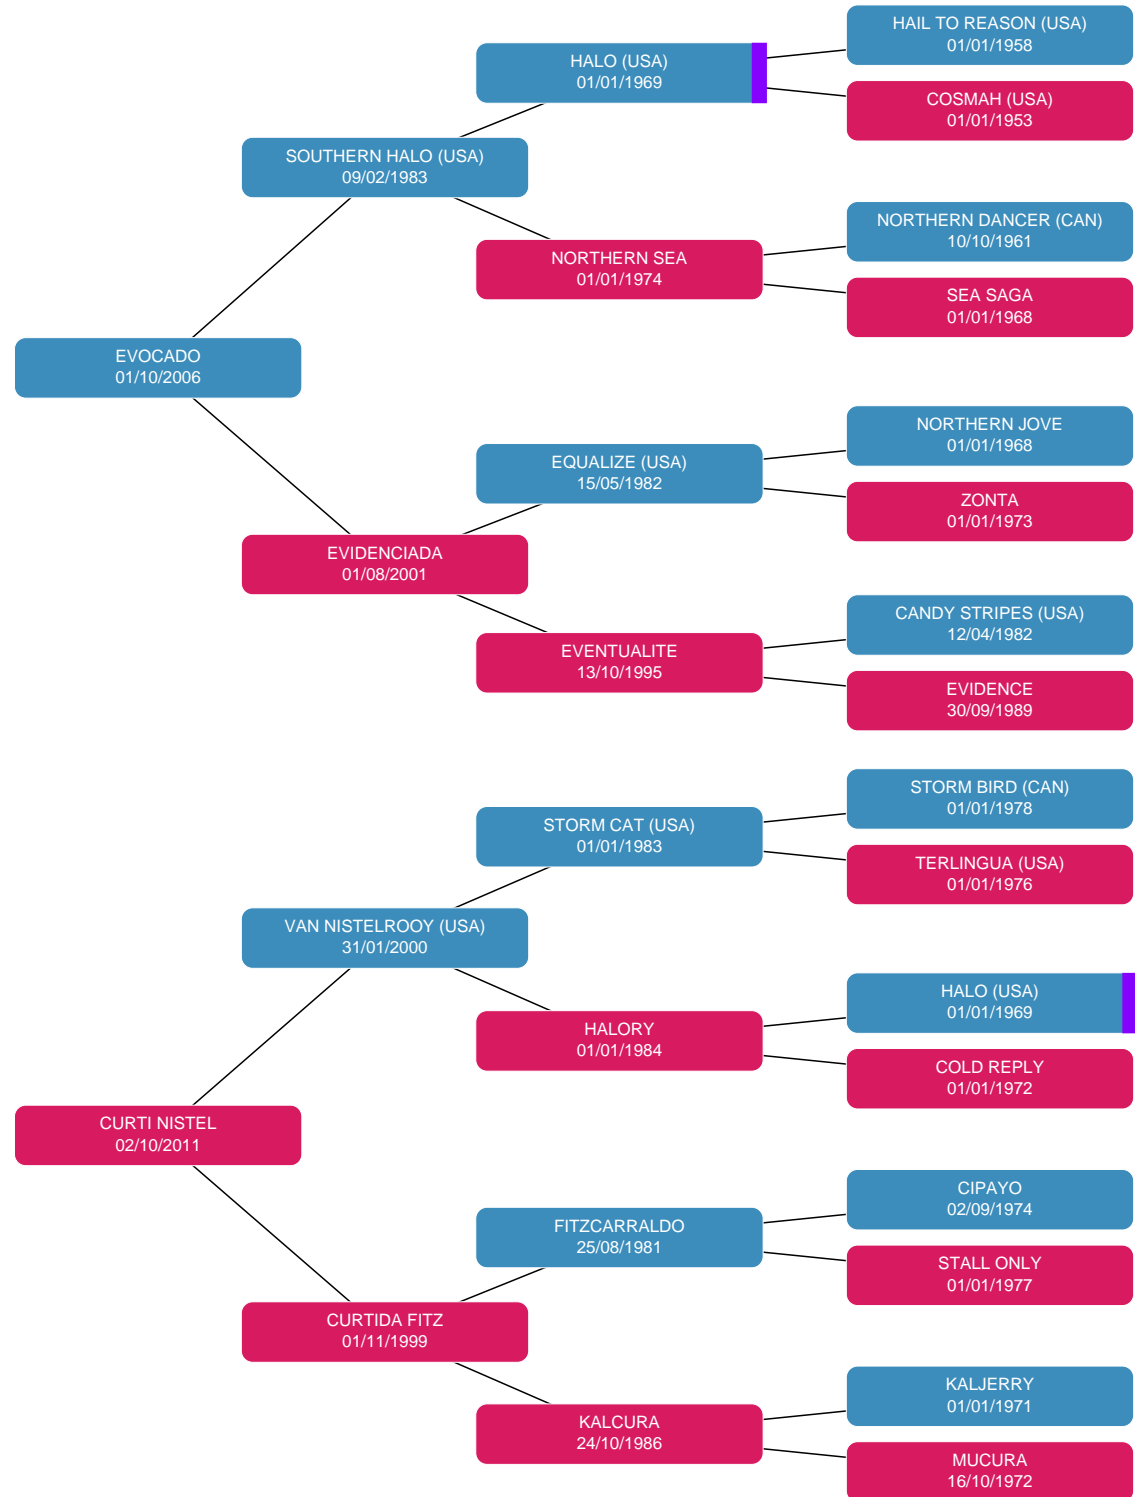 HAIL TO REASON (USA)
01/01/1958
HALO (USA)
01/01/1969
COSMAH (USA)
01/01/1953
SOUTHERN HALO (USA)
09/02/1983
NORTHERN DANCER (CAN)
10/10/1961
NORTHERN SEA
01/01/1974
SEA SAGA
01/01/1968
EVOCADO
01/10/2006
NORTHERN JOVE
01/01/1968
EQUALIZE (USA)
15/05/1982
ZONTA
01/01/1973
EVIDENCIADA
01/08/2001
CANDY STRIPES (USA)
12/04/1982
EVENTUALITE
13/10/1995
EVIDENCE
30/09/1989
STORM BIRD (CAN)
01/01/1978
STORM CAT (USA)
01/01/1983
TERLINGUA (USA)
01/01/1976
VAN NISTELROOY (USA)
31/01/2000
HALO (USA)
01/01/1969
HALORY
01/01/1984
COLD REPLY
01/01/1972
CURTI NISTEL
02/10/2011
CIPAYO
02/09/1974
FITZCARRALDO
25/08/1981
STALL ONLY
01/01/1977
CURTIDA FITZ
01/11/1999
KALJERRY
01/01/1971
KALCURA
24/10/1986
MUCURA
16/10/1972